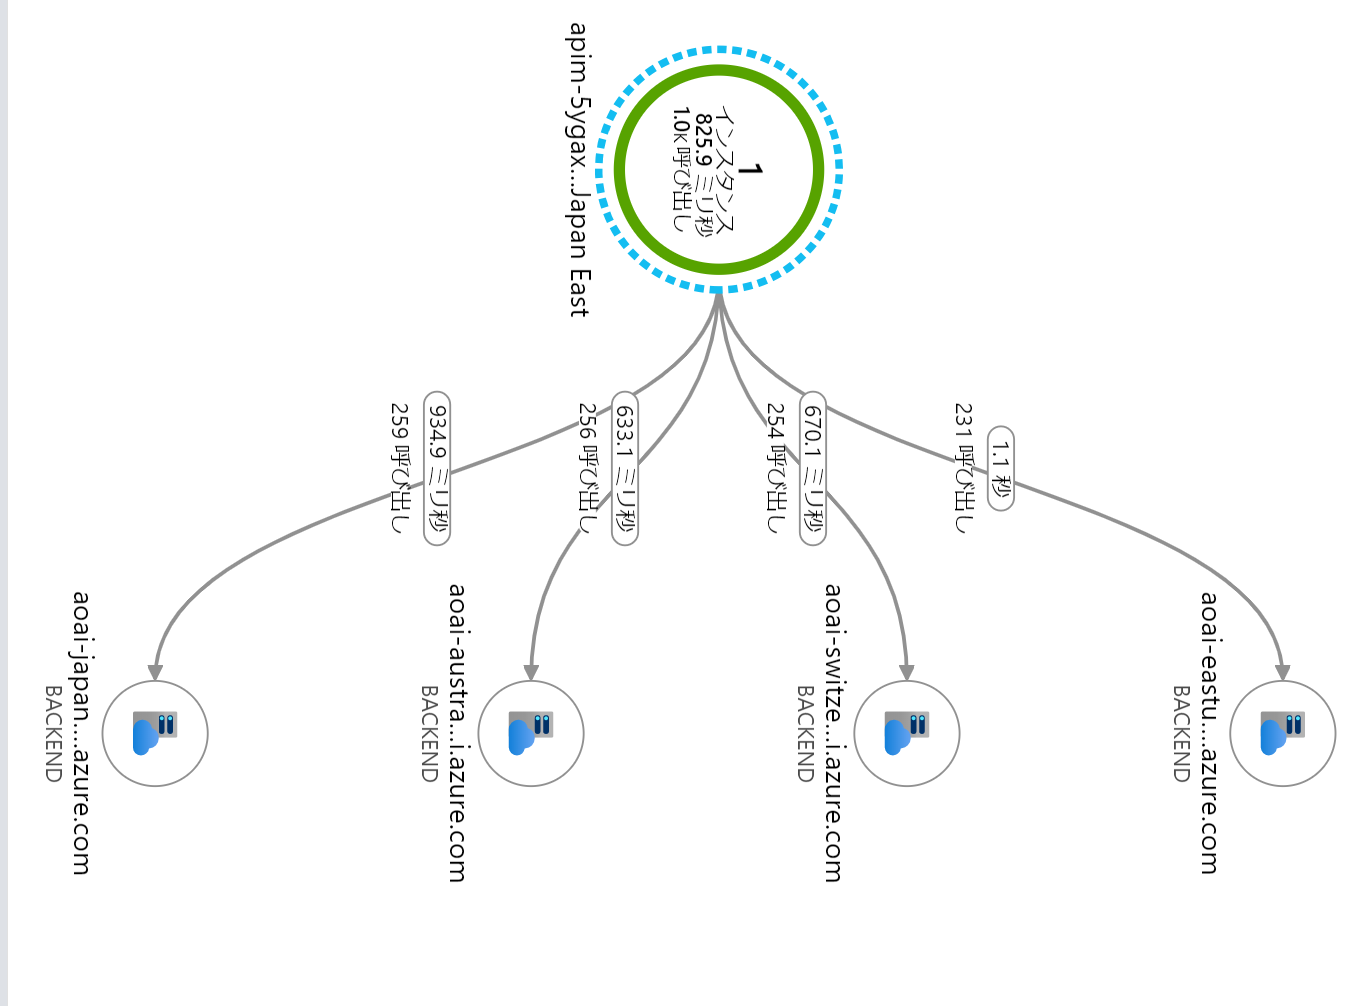 1
インスタンス
825.9 ミリ秒
1.0K 呼び出し
apim-5ygax...Japan East
1.1 秒
231 呼び出し
aoai-eastu....azure.com
BACKEND
670.1 ミリ秒
254 呼び出し
aoai-switze...i.azure.com
BACKEND
633.1 ミリ秒
256 呼び出し
aoai-austra...i.azure.com
BACKEND
934.9 ミリ秒
259 呼び出し
aoai-japan....azure.com
BACKEND